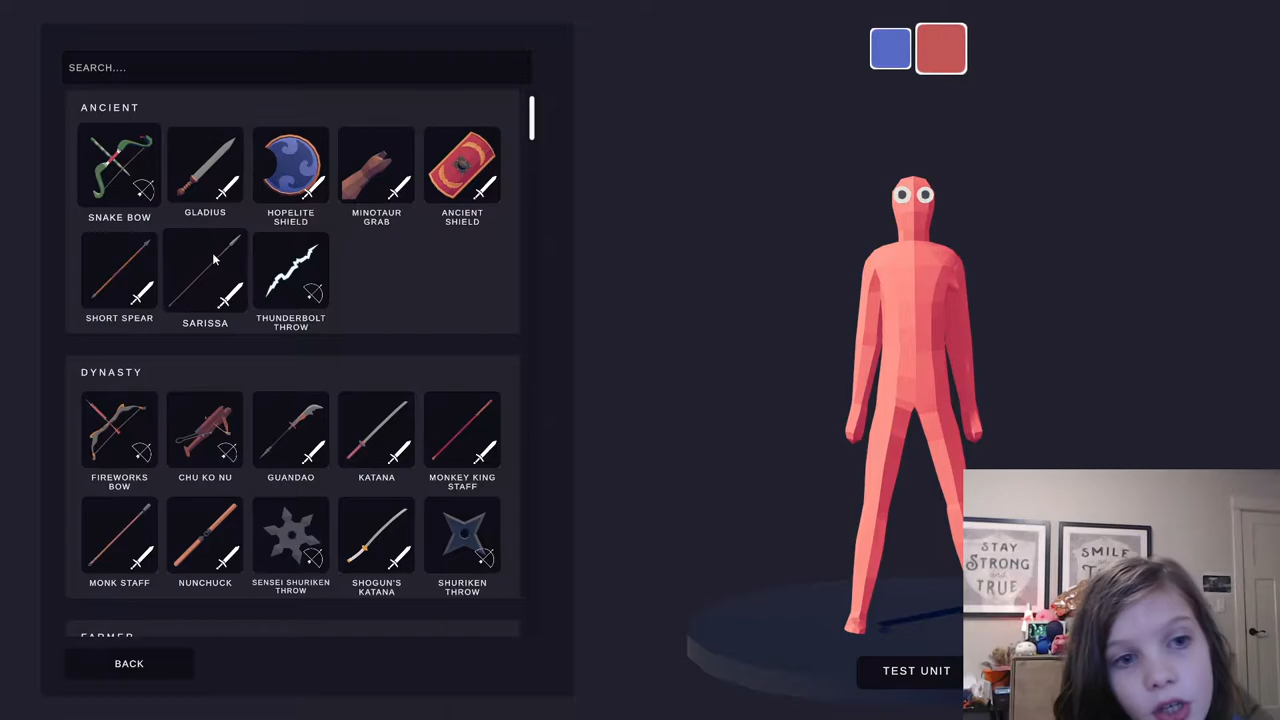 SEARCH....
ANCIENT
SNAKE BOW
GLADIUS
HOPELITE
SHIELD
MINOTAUR
GRAB
ANCIENT
SHIELD
SHORT SPEAR
SARISSA
THUNDERBOLT
THROW
DYNASTY
FIREWORKS
BOW
CHU KO NU
GUANDAO
KATANA
MONKEY KING
STAFF
MONK STAFF
NUNCHUCK
SENSEI SHURIKEN
THROW
SHOGUN'S
KATANA
SHURIKEN
THROW
FARMER
BACK
TEST UNIT
STAY
STRONG
and
TRUE
SMILE